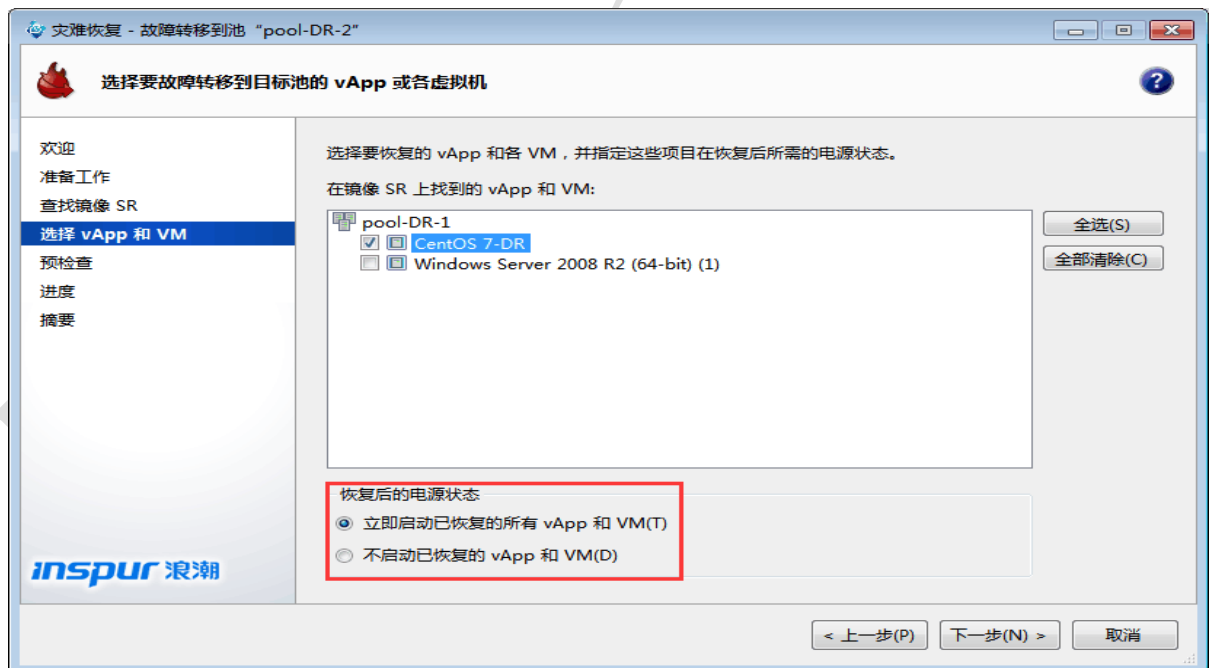 灾难恢复 - 故障转移到池 “pool-DR-2”
选择要故障转移到目标池的 vApp 或各虚拟机
欢迎
准备工作
查找镜像 SR
选择 vApp 和 VM
预检查
进度
摘要
选择要恢复的 vApp 和各 VM，并指定这些项目在恢复后所需的电源状态。
在镜像 SR 上找到的 vApp 和 VM:
pool-DR-1
CentOS 7-DR
Windows Server 2008 R2 (64-bit) (1)
全选(S)
全部清除(C)
恢复后的电源状态
立即启动已恢复的所有 vApp 和 VM(T)
不启动已恢复的 vApp 和 VM(D)
inspur 浪潮
< 上一步(P)
下一步(N) >
取消